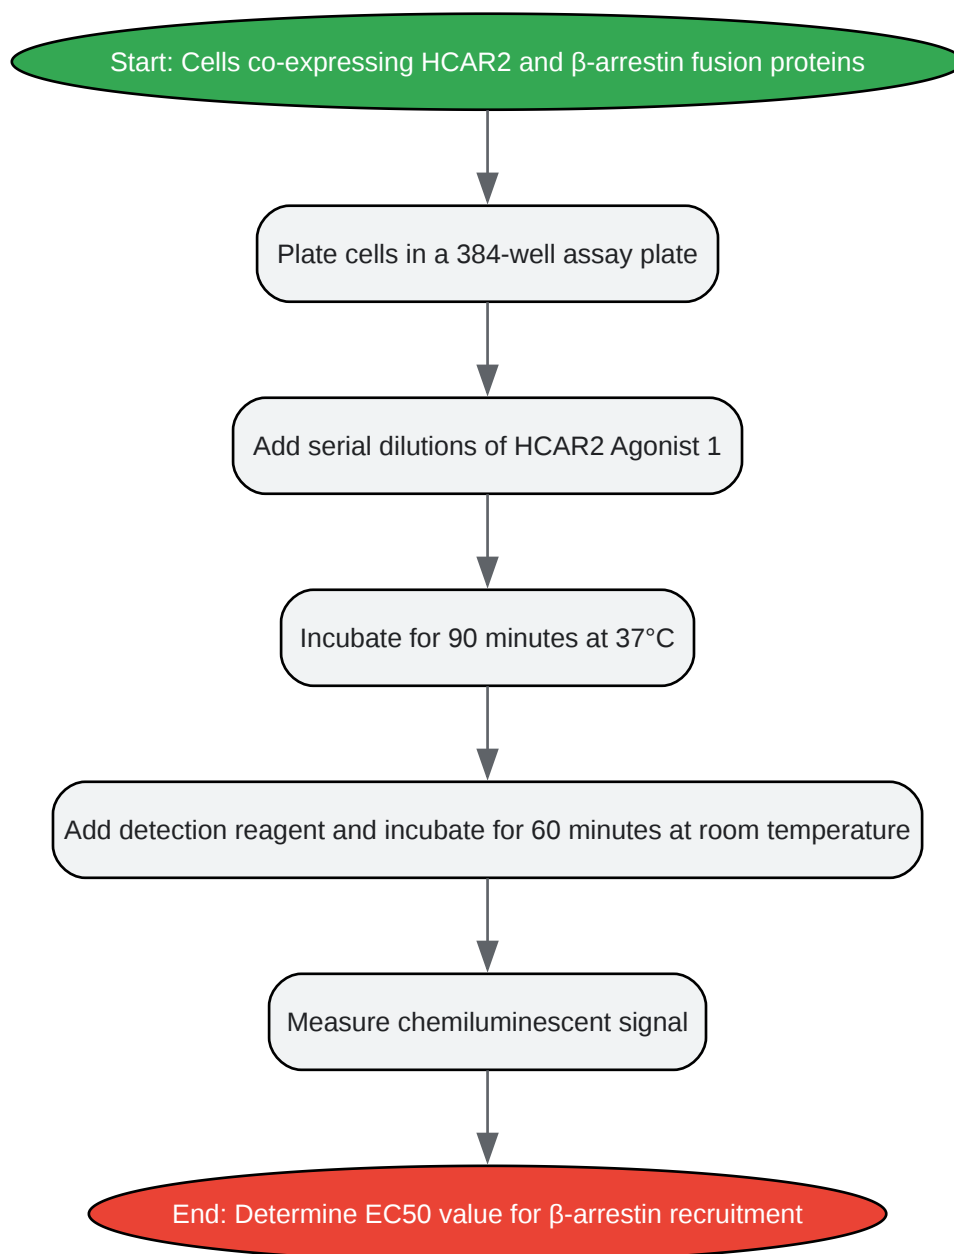 Start: Cells co-expressing HCAR2 and β-arrestin fusion proteins
Plate cells in a 384-well assay plate
Add serial dilutions of HCAR2 Agonist 1
Incubate for 90 minutes at 37°C
Add detection reagent and incubate for 60 minutes at room temperature
Measure chemiluminescent signal
End: Determine EC50 value for β-arrestin recruitment